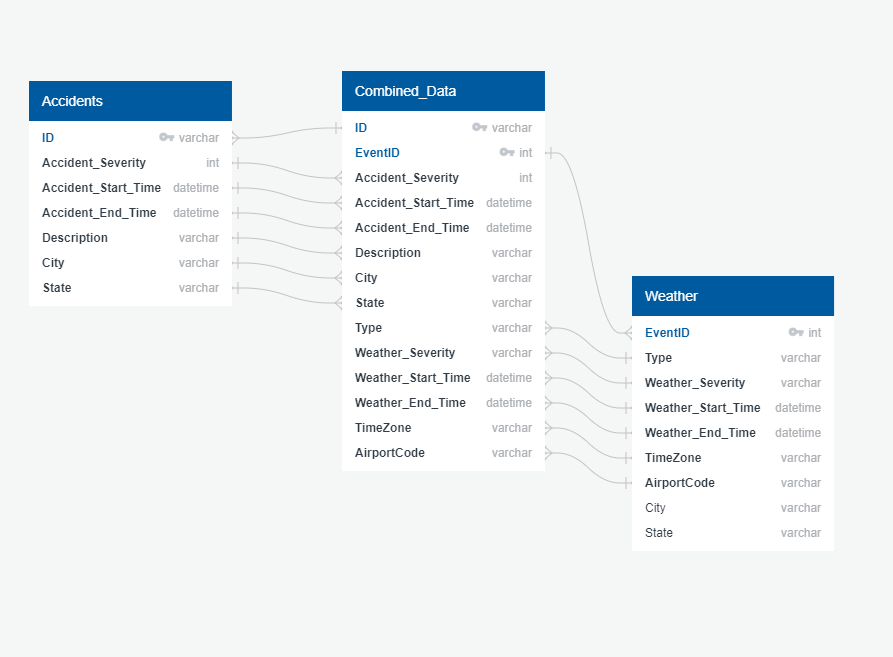 Accidents
ID varchar
Accident_Severity int
Accident_Start_Time datetime
Accident_End_Time datetime
Description varchar
City varchar
State varchar
Combined_Data
ID varchar
EventID int
Accident_Severity int
Accident_Start_Time datetime
Accident_End_Time datetime
Description varchar
City varchar
State varchar
Type varchar
Weather_Severity varchar
Weather_Start_Time datetime
Weather_End_Time datetime
TimeZone varchar
AirportCode varchar
Weather
EventID int
Type varchar
Weather_Severity varchar
Weather_Start_Time datetime
Weather_End_Time datetime
TimeZone varchar
AirportCode varchar
City varchar
State varchar